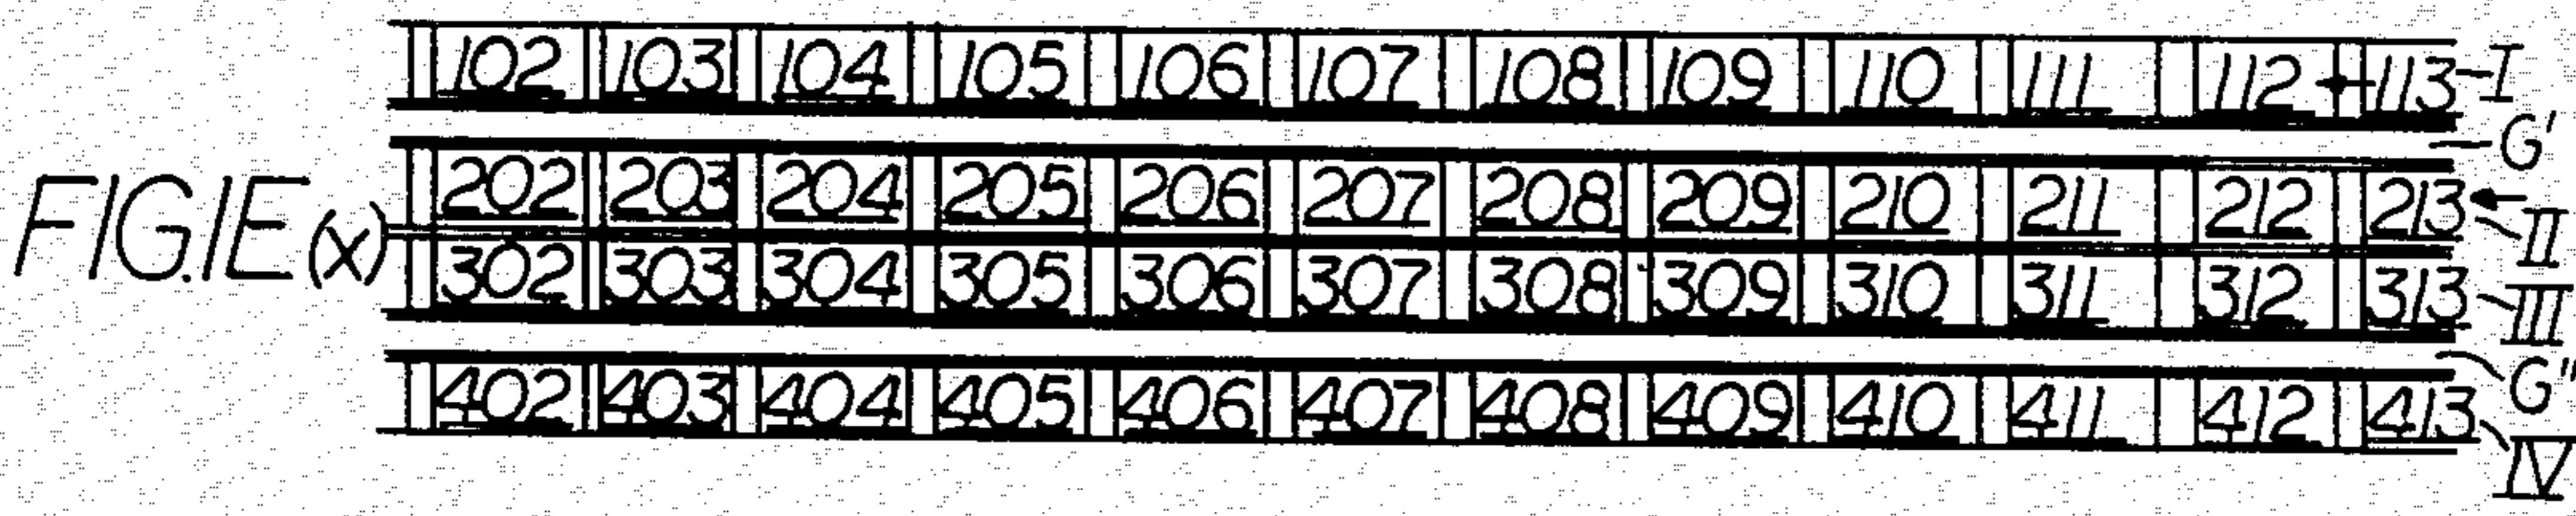 102 103 104 105 106 107 108 109 110 111 112 113 I
G'
202 203 204 205 206 207 208 209 210 211 212 213 II
FIG.1E(x)
302 303 304 305 306 307 308 309 310 311 312 313 III
G"
402 403 404 405 406 407 408 409 410 411 412 413 IV